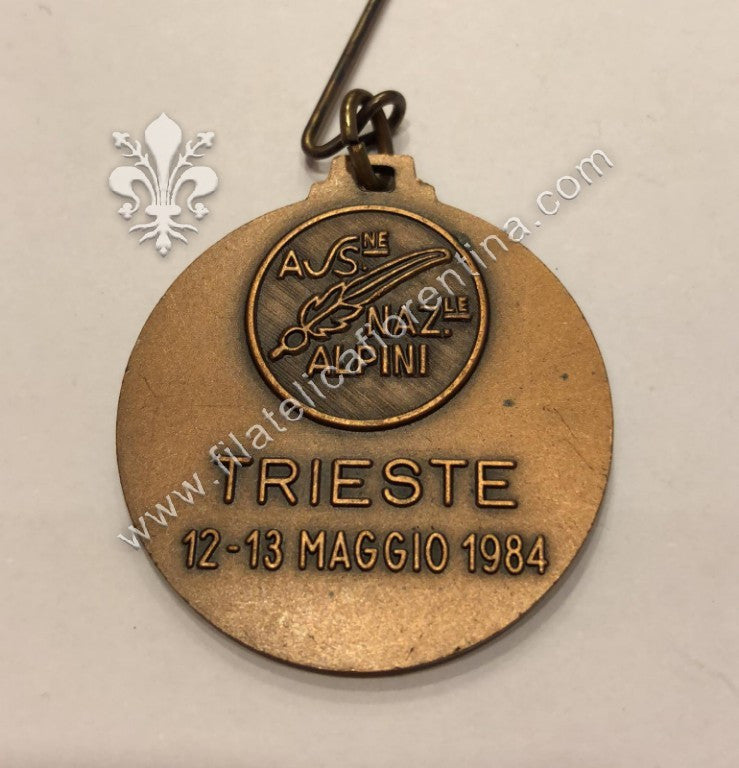 ASS.NE
NAZ.LE
ALPINI
TRIESTE
12-13 MAGGIO 1984
www.filatelicafiorentina.com